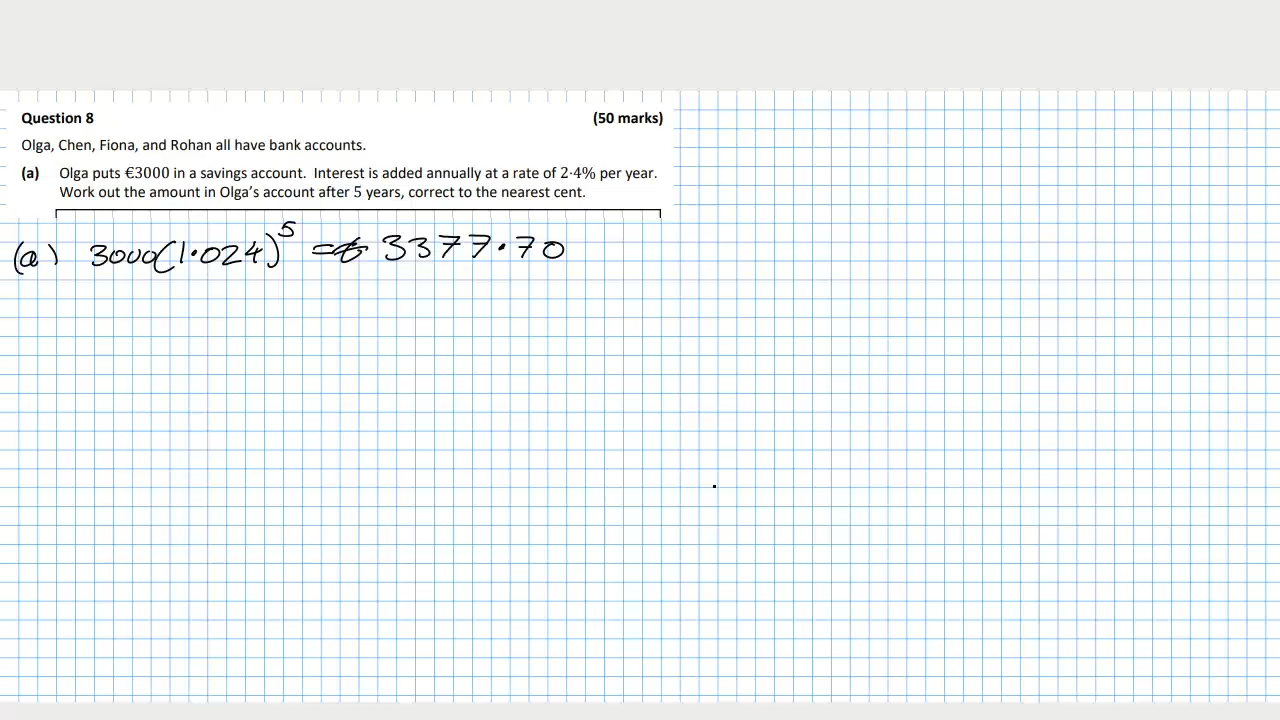 Question 8 (50 marks)
Olga, Chen, Fiona, and Rohan all have bank accounts.
(a) Olga puts €3000 in a savings account. Interest is added annually at a rate of 2·4% per year.
Work out the amount in Olga's account after 5 years, correct to the nearest cent.
(a) 3000(1·024)^5 = € 3377·70